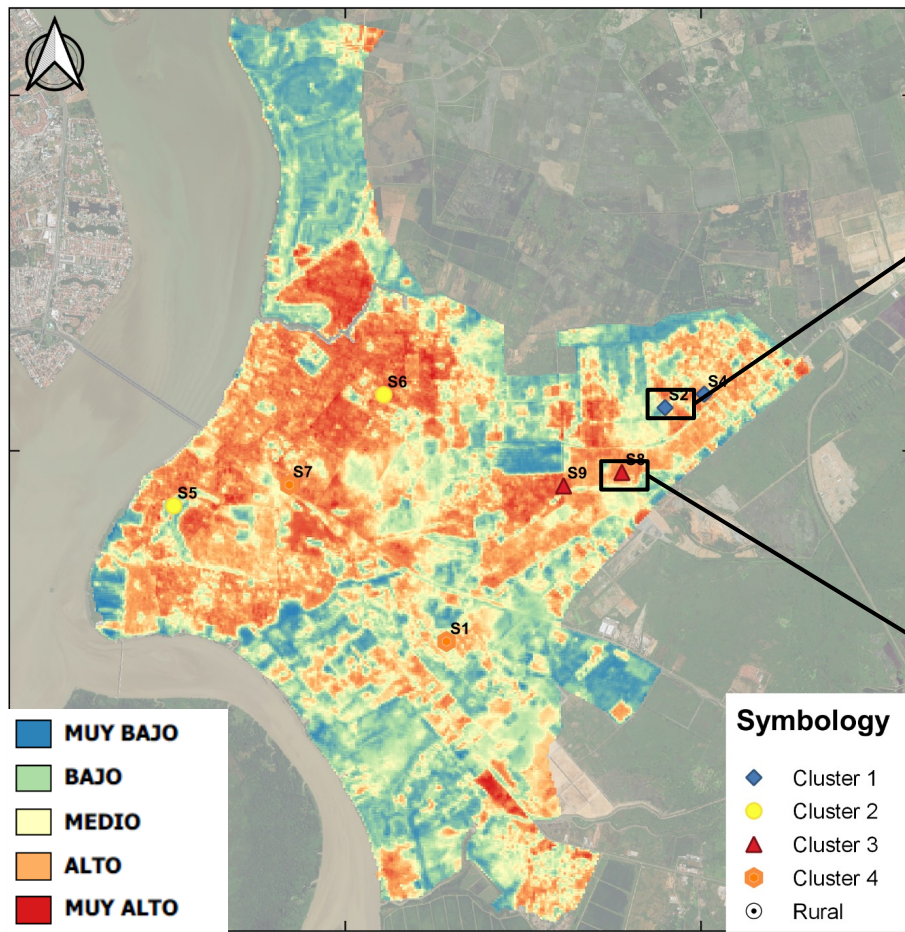 S6
S4
S2
S7
S8
S9
S5
S1
MUY BAJO
BAJO
MEDIO
ALTO
MUY ALTO
Symbology
Cluster 1
Cluster 2
Cluster 3
Cluster 4
Rural